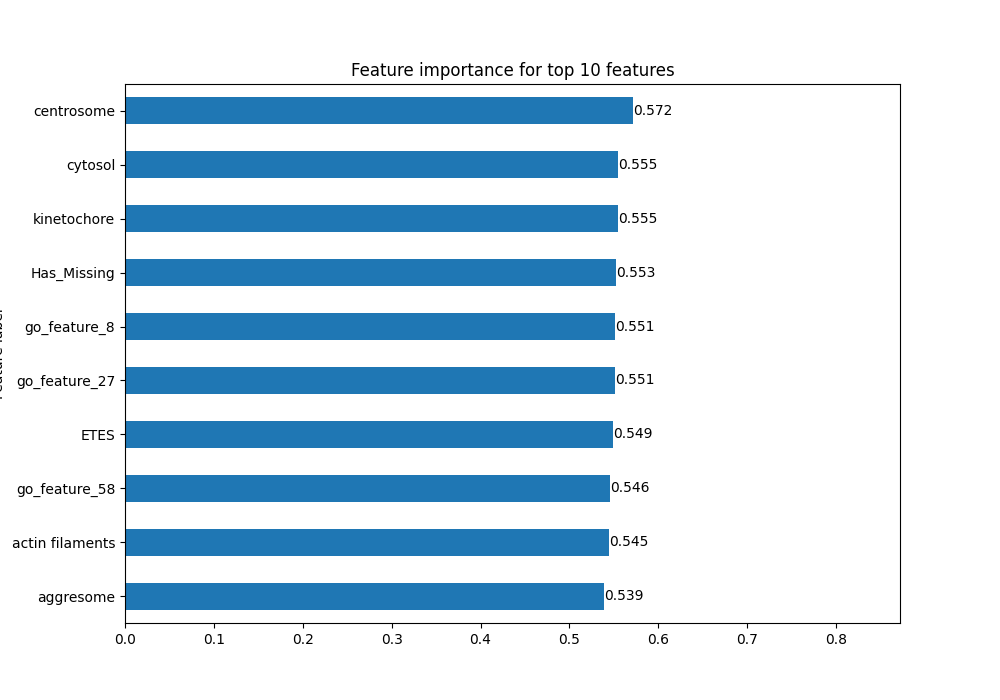 Feature importance for top 10 features
centrosome 0.572
cytosol 0.555
kinetochore 0.555
Has_Missing 0.553
go_feature_8 0.551
go_feature_27 0.551
ETES 0.549
go_feature_58 0.546
actin filaments 0.545
aggresome 0.539
0.0 0.1 0.2 0.3 0.4 0.5 0.6 0.7 0.8